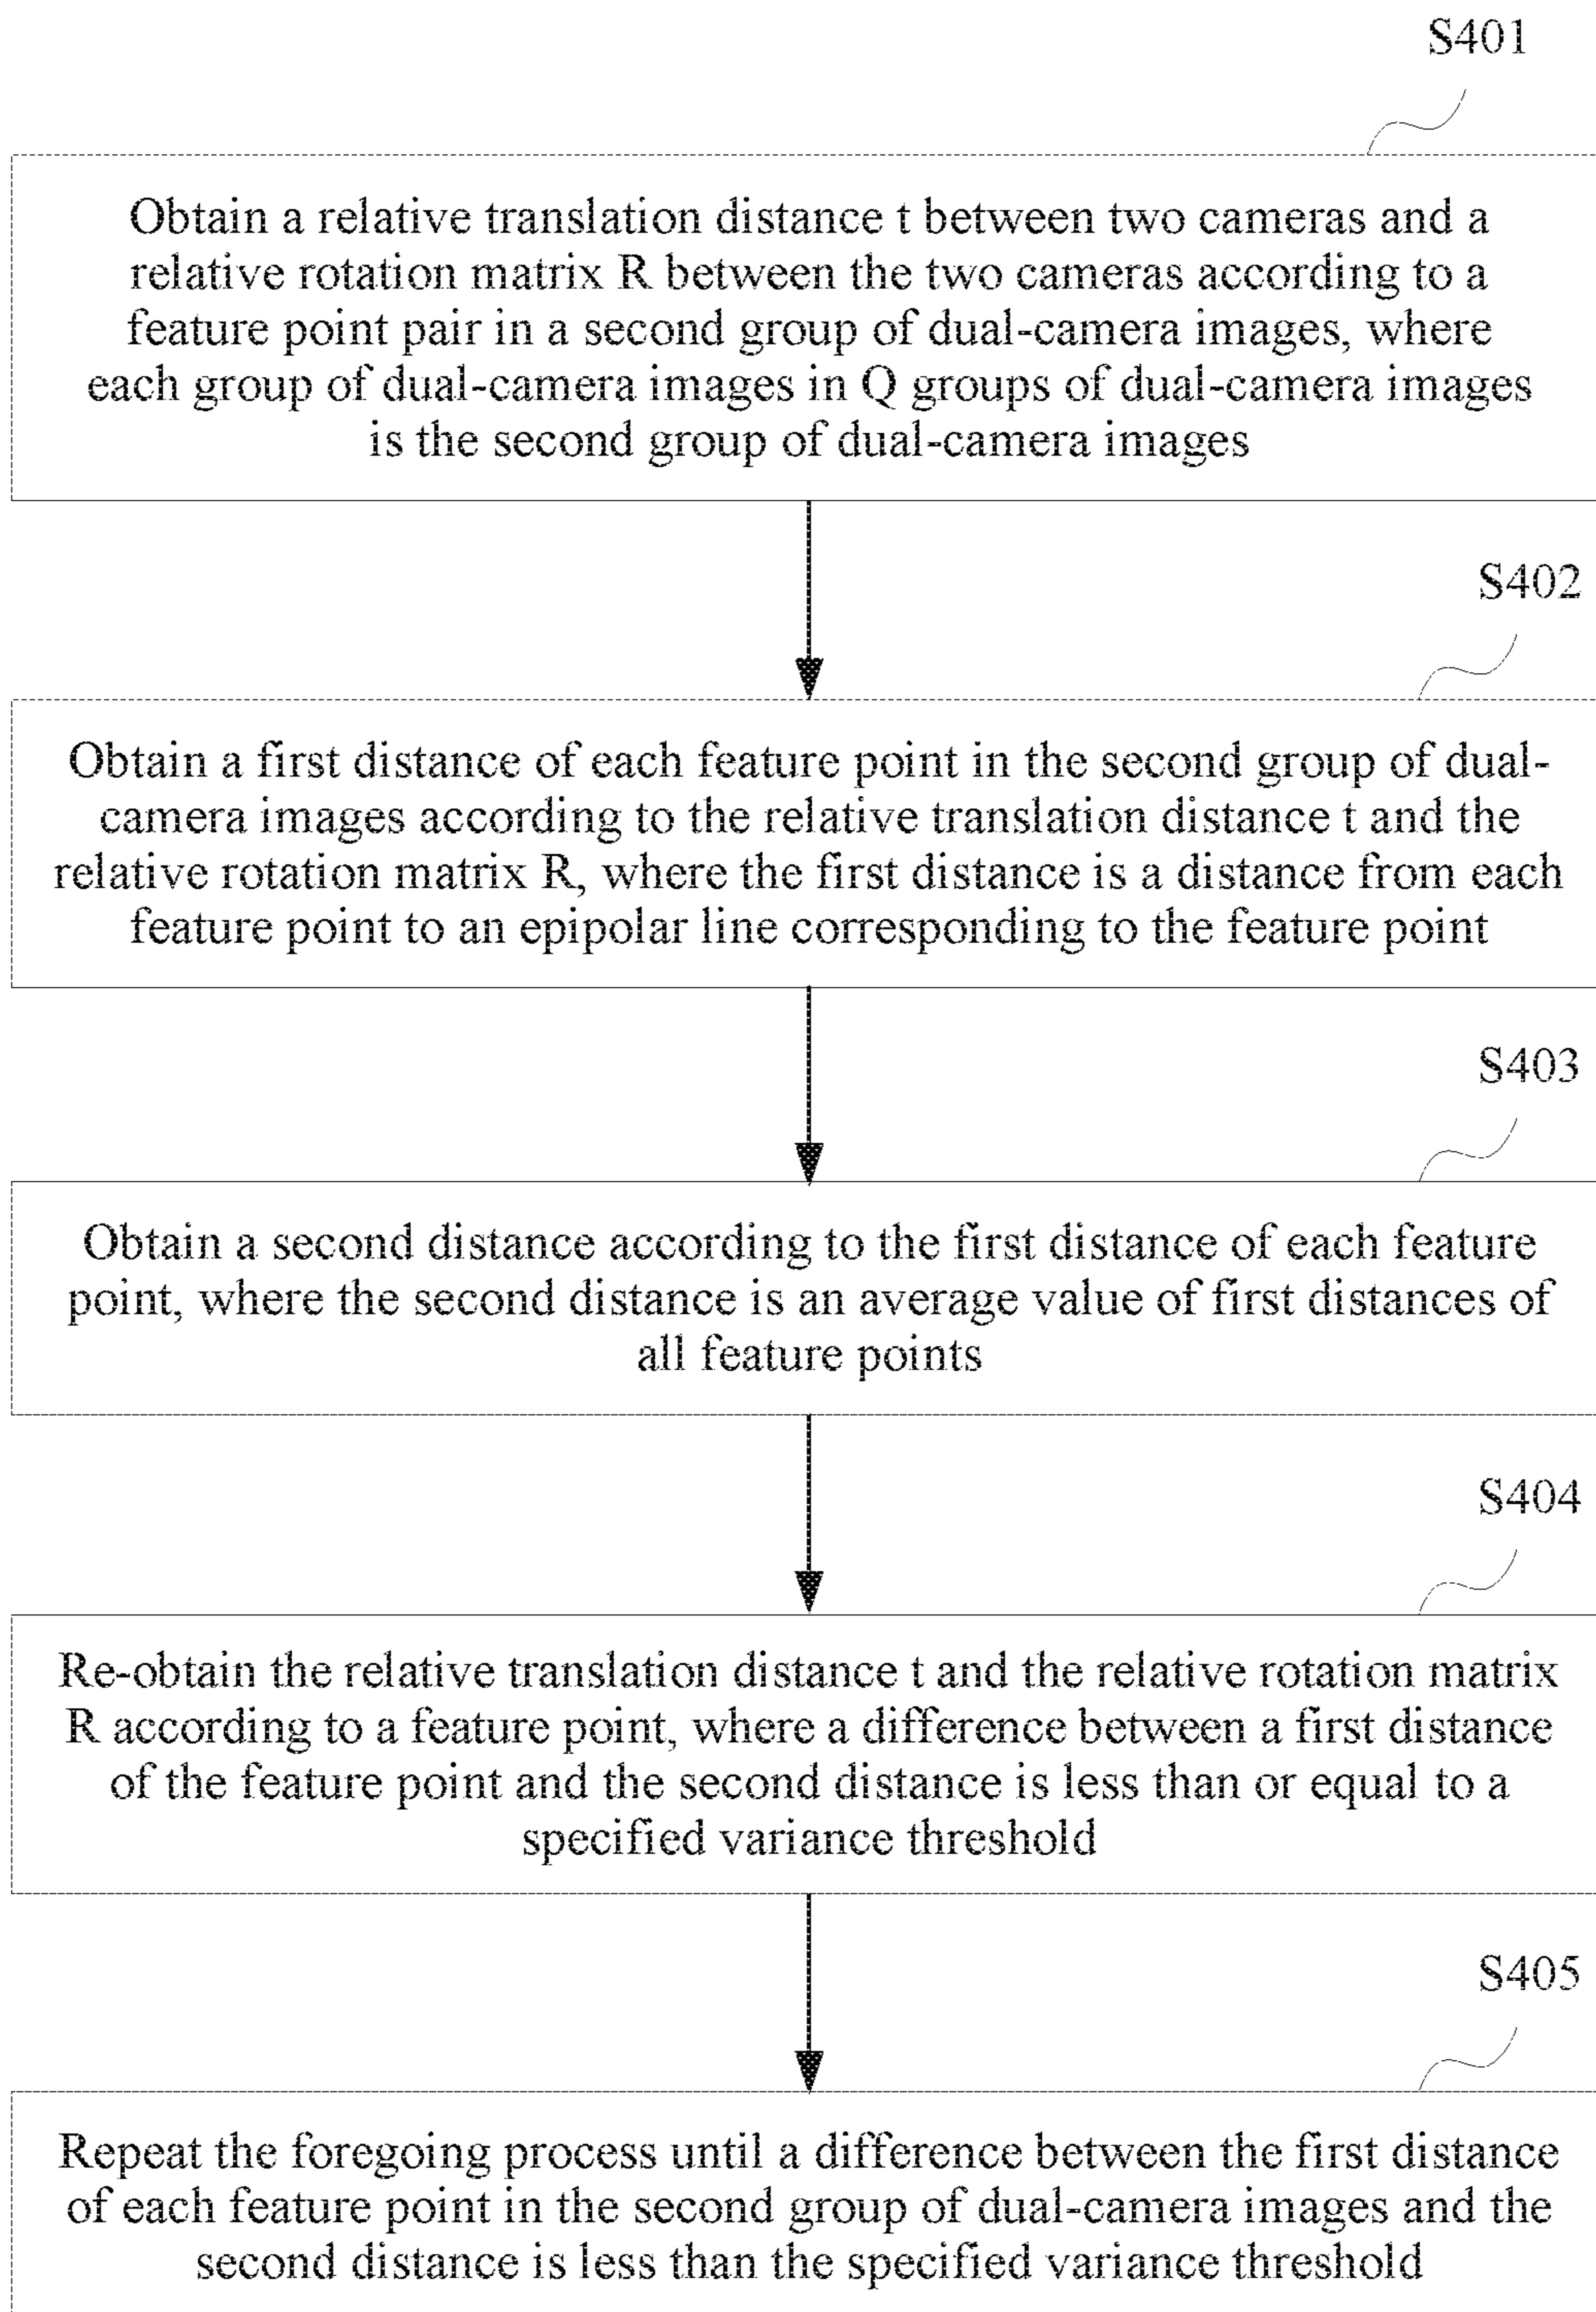 S401
Obtain a relative translation distance t between two cameras and a
relative rotation matrix R between the two cameras according to a
feature point pair in a second group of dual-camera images, where
each group of dual-camera images in Q groups of dual-camera images
is the second group of dual-camera images
S402
Obtain a first distance of each feature point in the second group of dual-
camera images according to the relative translation distance t and the
relative rotation matrix R, where the first distance is a distance from each
feature point to an epipolar line corresponding to the feature point
S403
Obtain a second distance according to the first distance of each feature
point, where the second distance is an average value of first distances of
all feature points
S404
Re-obtain the relative translation distance t and the relative rotation matrix
R according to a feature point, where a difference between a first distance
of the feature point and the second distance is less than or equal to a
specified variance threshold
S405
Repeat the foregoing process until a difference between the first distance
of each feature point in the second group of dual-camera images and the
second distance is less than the specified variance threshold